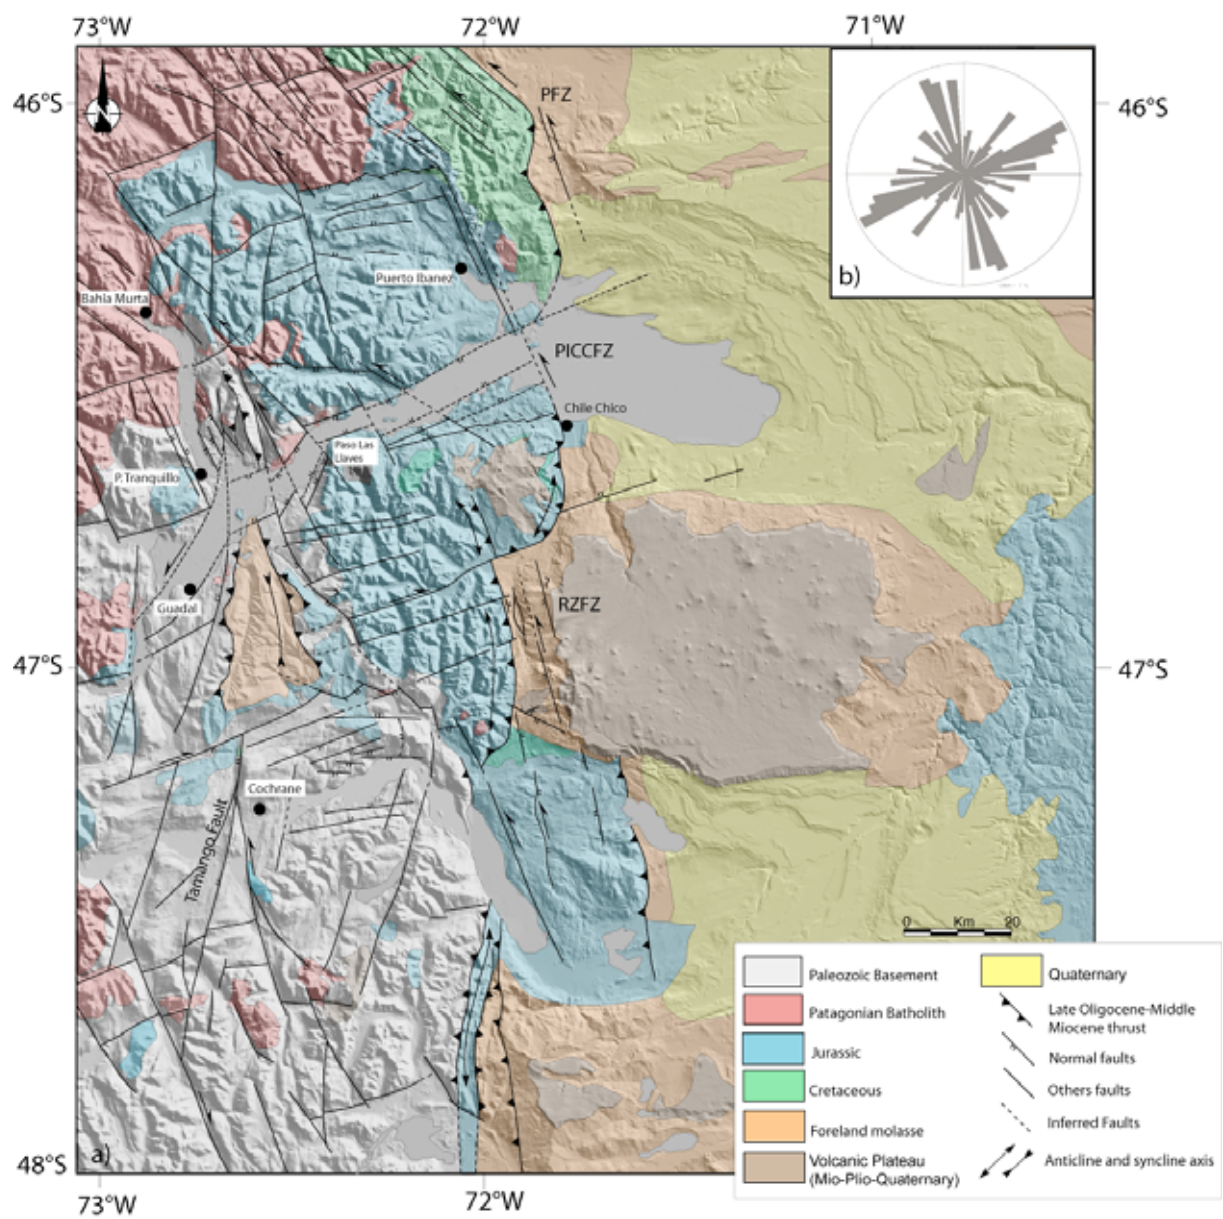 73°W
72°W
71°W
46°S
46°S
N
PFZ
b)
Puerto Ibanez
Bahia Murta
PICCFZ
Chile Chico
Paso Las
Llaves
P. Tranquillo
Guadal
RZFZ
47°S
47°S
Cochrane
Tamango Fault
0 Km 20
Paleozoic Basement
Patagonian Batholith
Jurassic
Cretaceous
Foreland molasse
Volcanic Plateau
(Mio-Plio-Quaternary)
Quaternary
Late Oligocene-Middle
Miocene thrust
Normal faults
Others faults
Inferred Faults
Anticline and syncline axis
a)
48°S
73°W
72°W